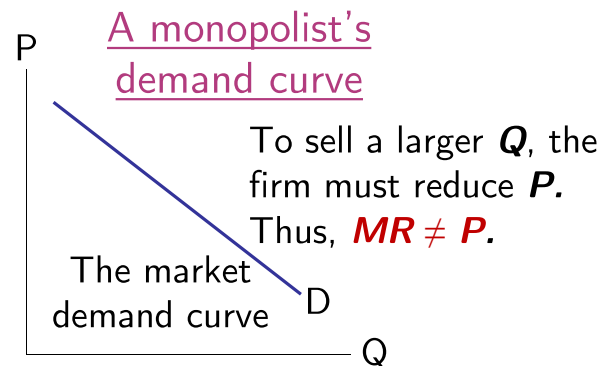 A monopolist's
demand curve
P
To sell a larger Q, the
firm must reduce P.
Thus, MR ≠ P.
The market
demand curve
D
Q